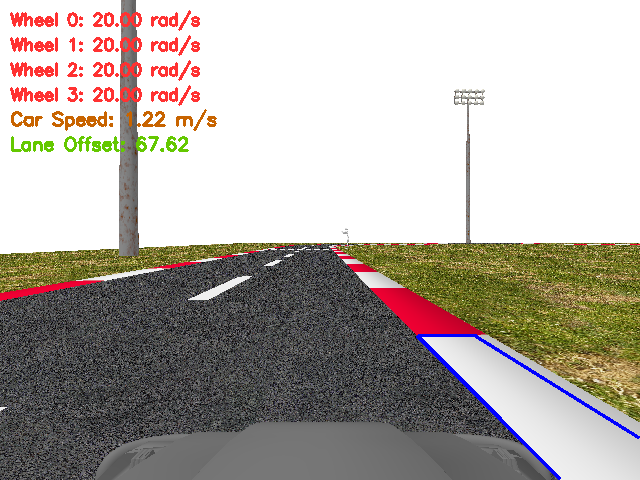 Wheel 0: 20.00 rad/s
Wheel 1: 20.00 rad/s
Wheel 2: 20.00 rad/s
Wheel 3: 20.00 rad/s
Car Speed: 1.22 m/s
Lane Offset: 67.62